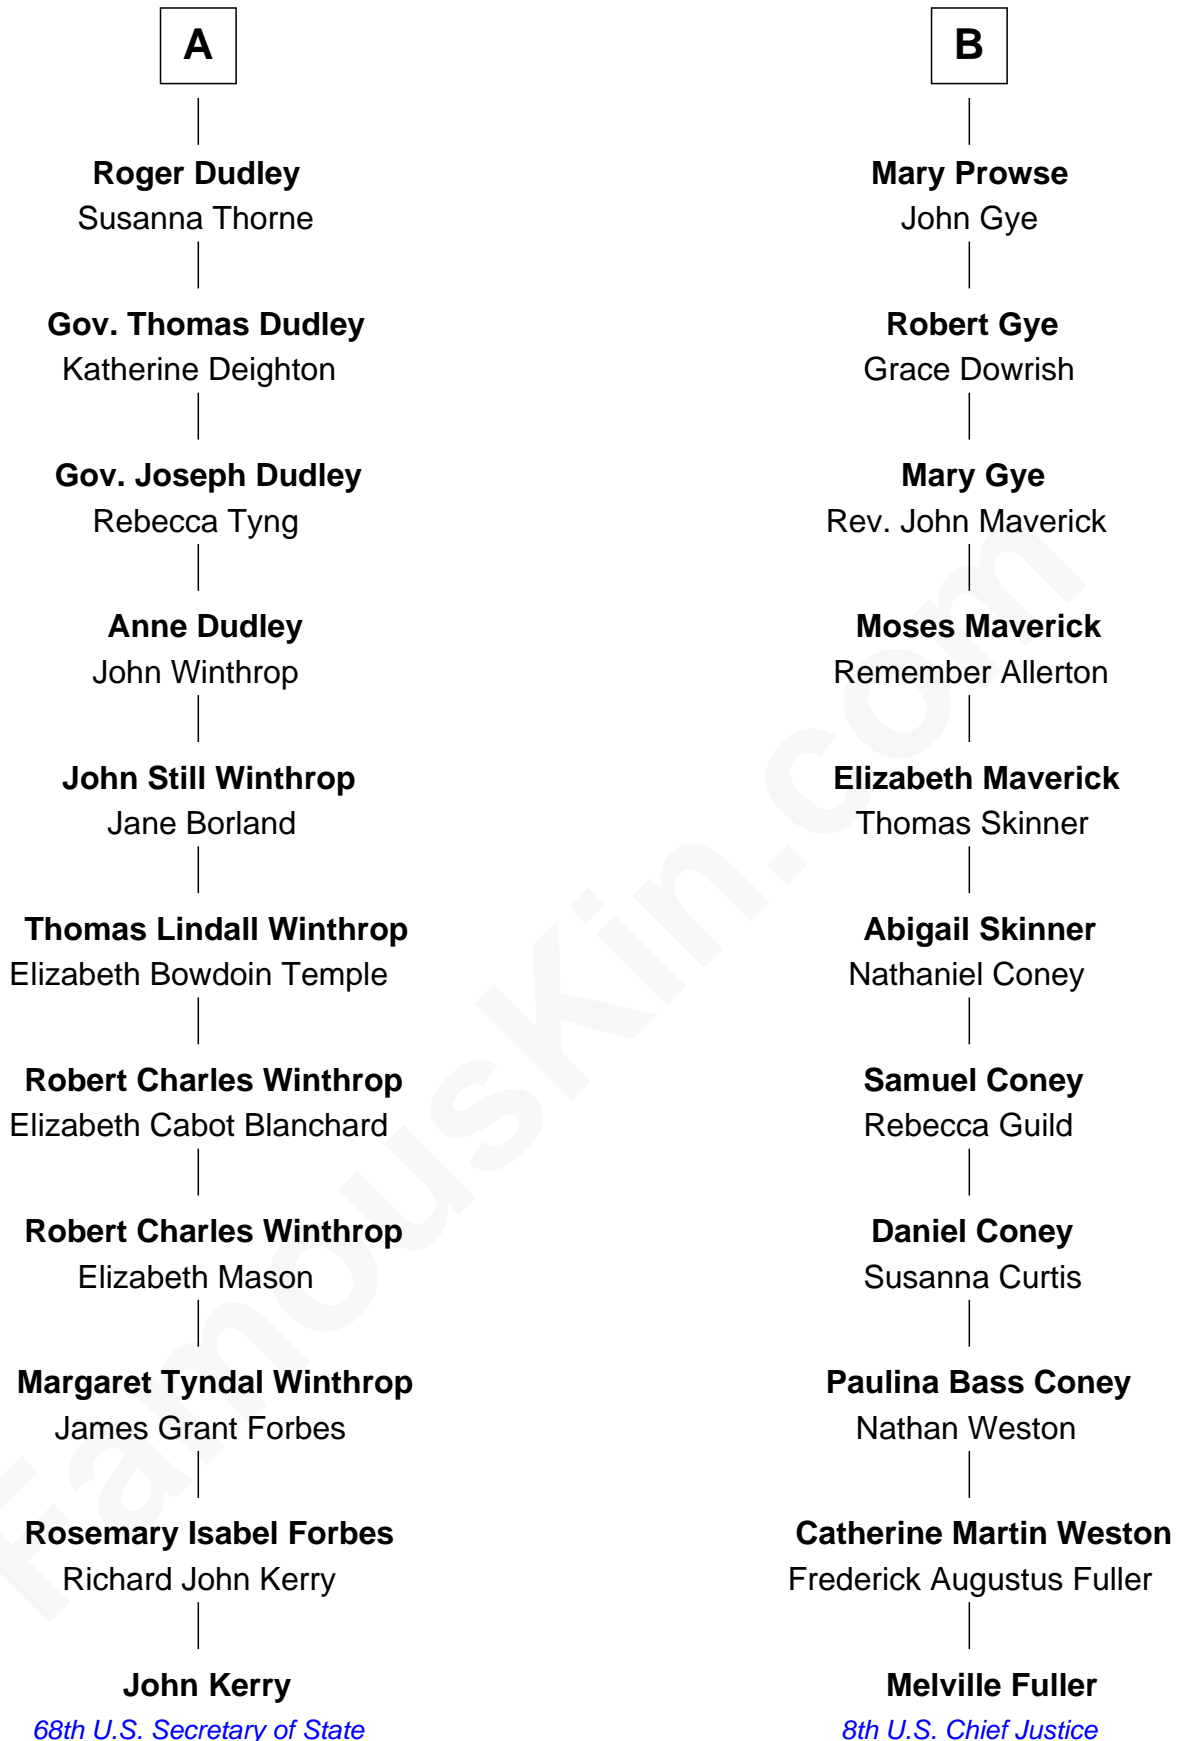 A
Roger Dudley
Susanna Thorne
Gov. Thomas Dudley
Katherine Deighton
Gov. Joseph Dudley
Rebecca Tyng
Anne Dudley
John Winthrop
John Still Winthrop
Jane Borland
Thomas Lindall Winthrop
Elizabeth Bowdoin Temple
Robert Charles Winthrop
Elizabeth Cabot Blanchard
Robert Charles Winthrop
Elizabeth Mason
Margaret Tyndal Winthrop
James Grant Forbes
Rosemary Isabel Forbes
Richard John Kerry
John Kerry
68th U.S. Secretary of State
B
Mary Prowse
John Gye
Robert Gye
Grace Dowrish
Mary Gye
Rev. John Maverick
Moses Maverick
Remember Allerton
Elizabeth Maverick
Thomas Skinner
Abigail Skinner
Nathaniel Coney
Samuel Coney
Rebecca Guild
Daniel Coney
Susanna Curtis
Paulina Bass Coney
Nathan Weston
Catherine Martin Weston
Frederick Augustus Fuller
Melville Fuller
8th U.S. Chief Justice
FamousKin.com